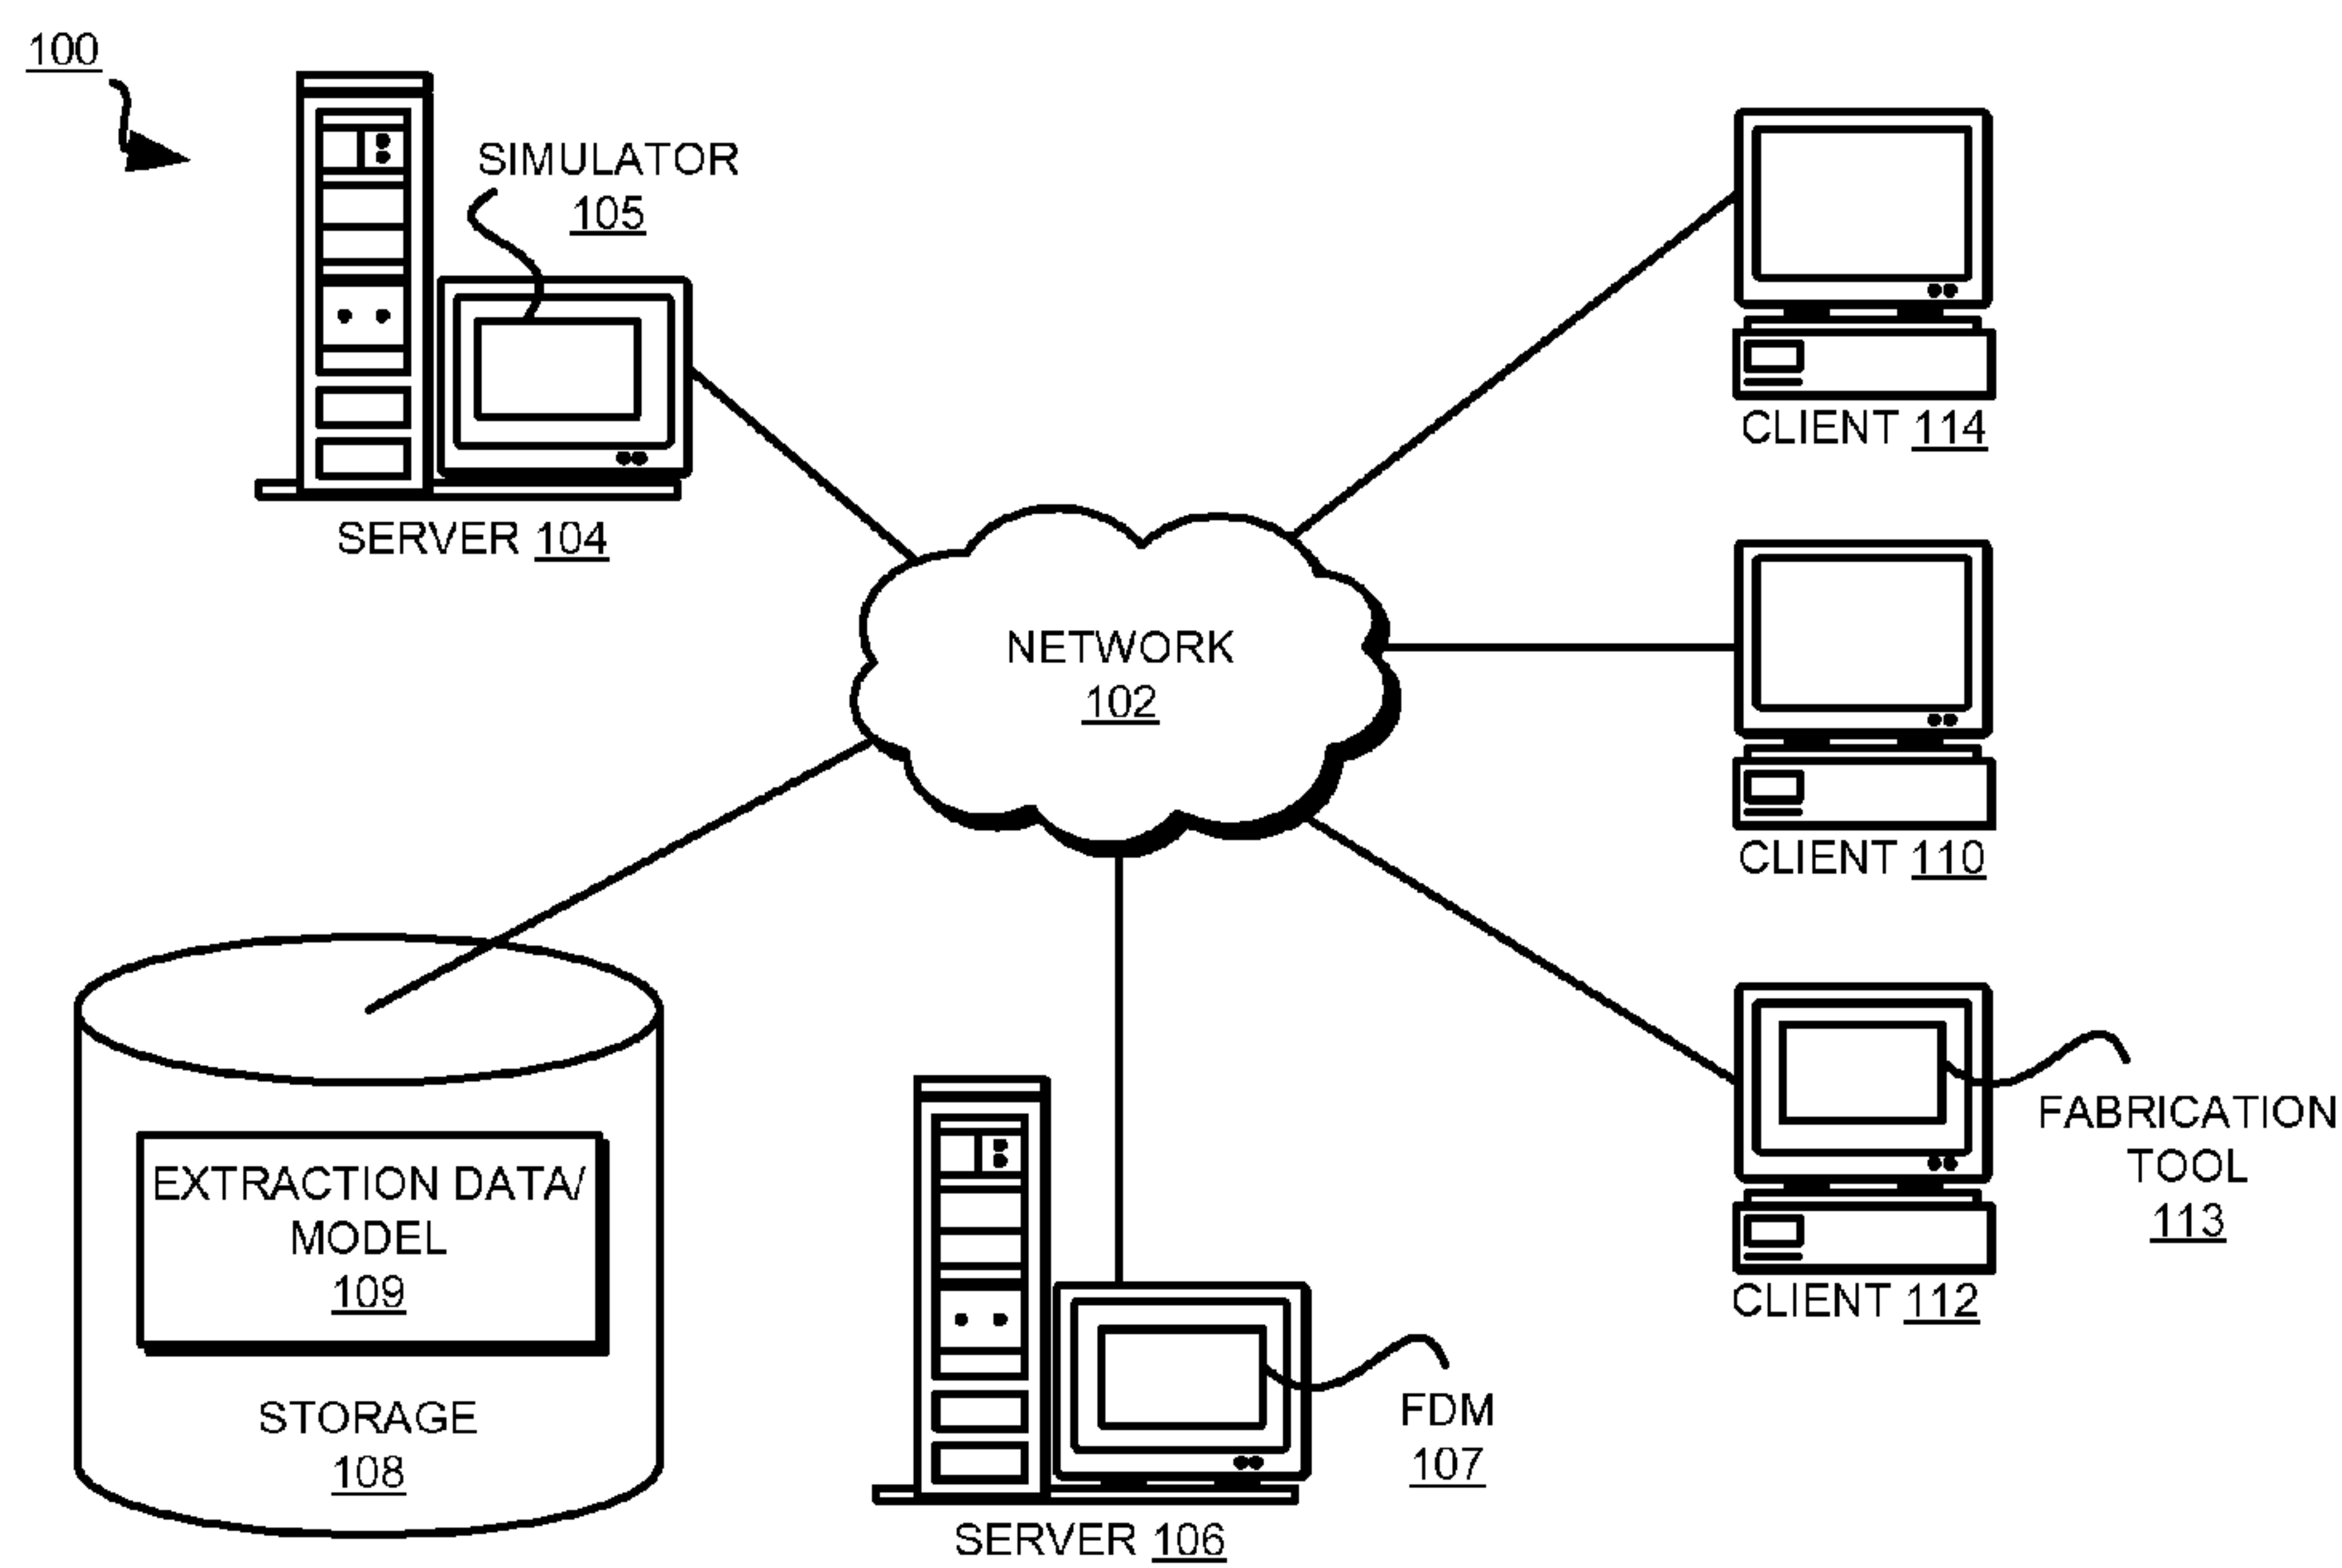 100
SIMULATOR
105
SERVER 104
CLIENT 114
NETWORK
102
CLIENT 110
EXTRACTION DATA/
MODEL
109
STORAGE
108
FABRICATION
TOOL
113
CLIENT 112
FDM
107
SERVER 106